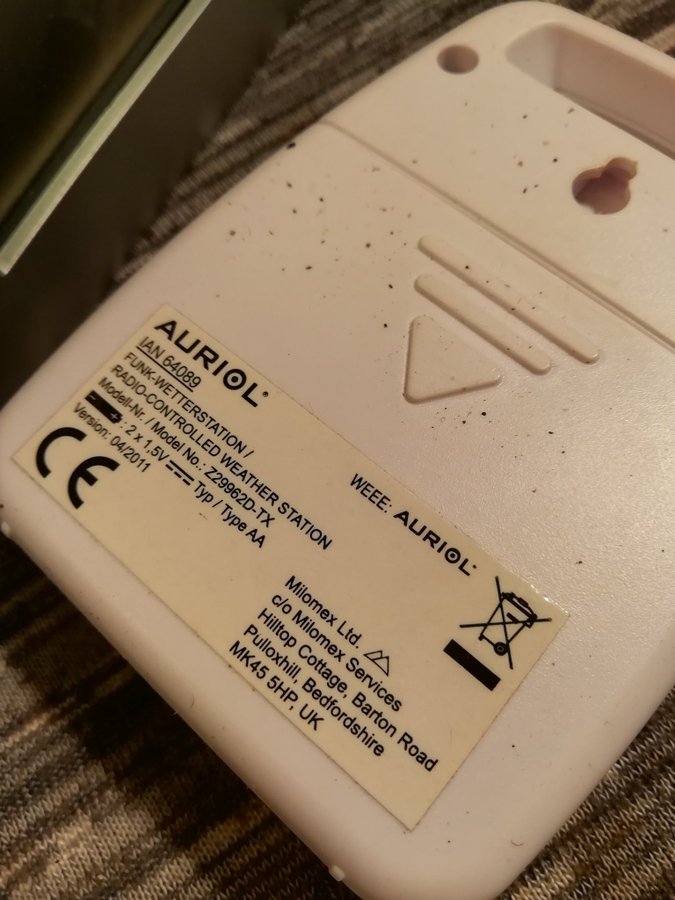 AURIOL
IAN 64089
FUNK-WETTERSTATION /
RADIO-CONTROLLED WEATHER STATION
Modell-Nr. / Model No.: Z29962D-TX
- + : 2 x 1,5V Typ / Type AA
Version: 04/2011
CE
WEEE: AURIOL
Milomex Ltd.
c/o Milomex Services
Hilltop Cottage, Barton Road
Pulloxhill, Bedfordshire
MK45 5HP, UK